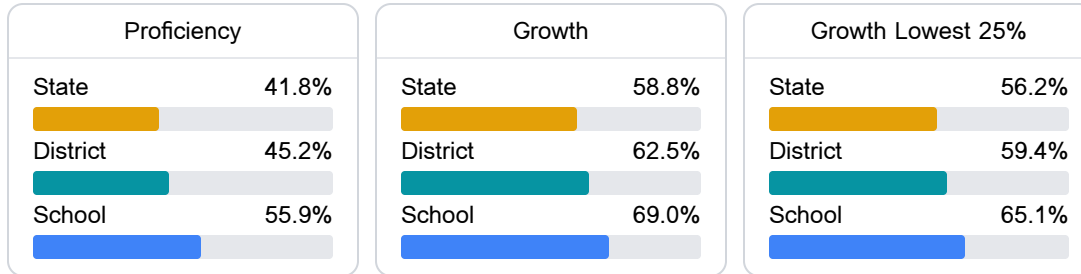 Proficiency
State 41.8%
District 45.2%
School 55.9%
Growth
State 58.8%
District 62.5%
School 69.0%
Growth Lowest 25%
State 56.2%
District 59.4%
School 65.1%